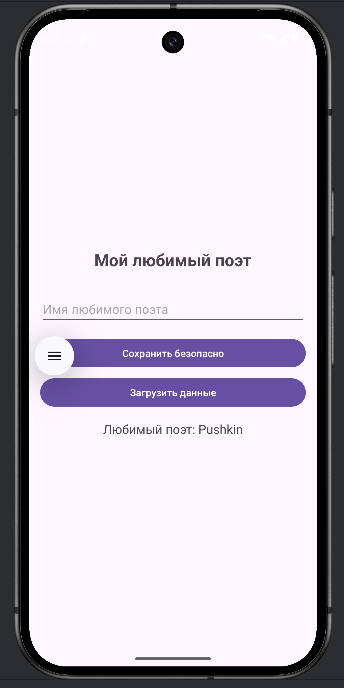 Мой любимый поэт
Имя любимого поэта
Сохранить безопасно
Загрузить данные
Любимый поэт: Pushkin